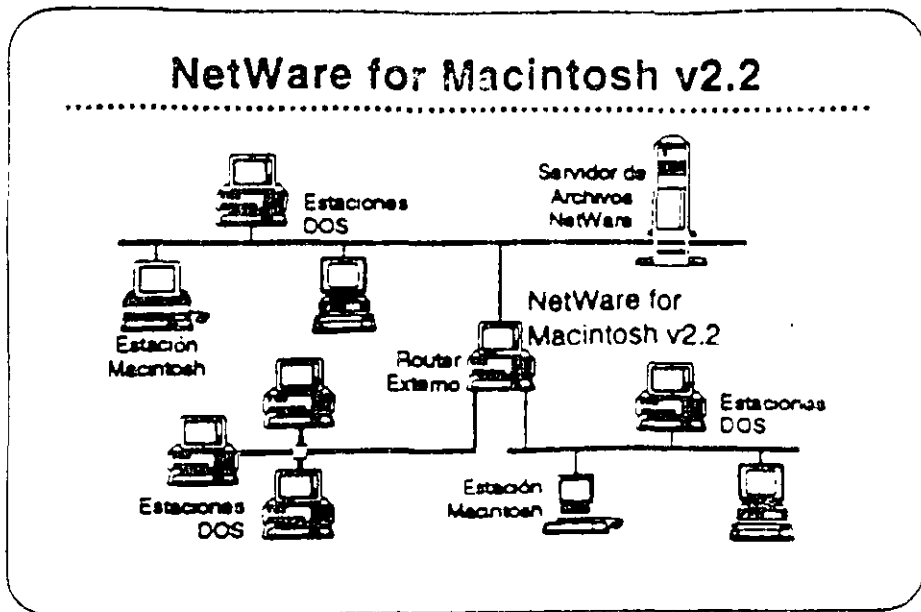 NetWare for Macintosh v2.2
Estaciones
DOS
Servidor de
Archivos
NetWare
Estación
Macintosh
NetWare for
Macintosh v2.2
Router
Externo
Estaciones
DOS
Estaciones
DOS
Estación
Macintosh